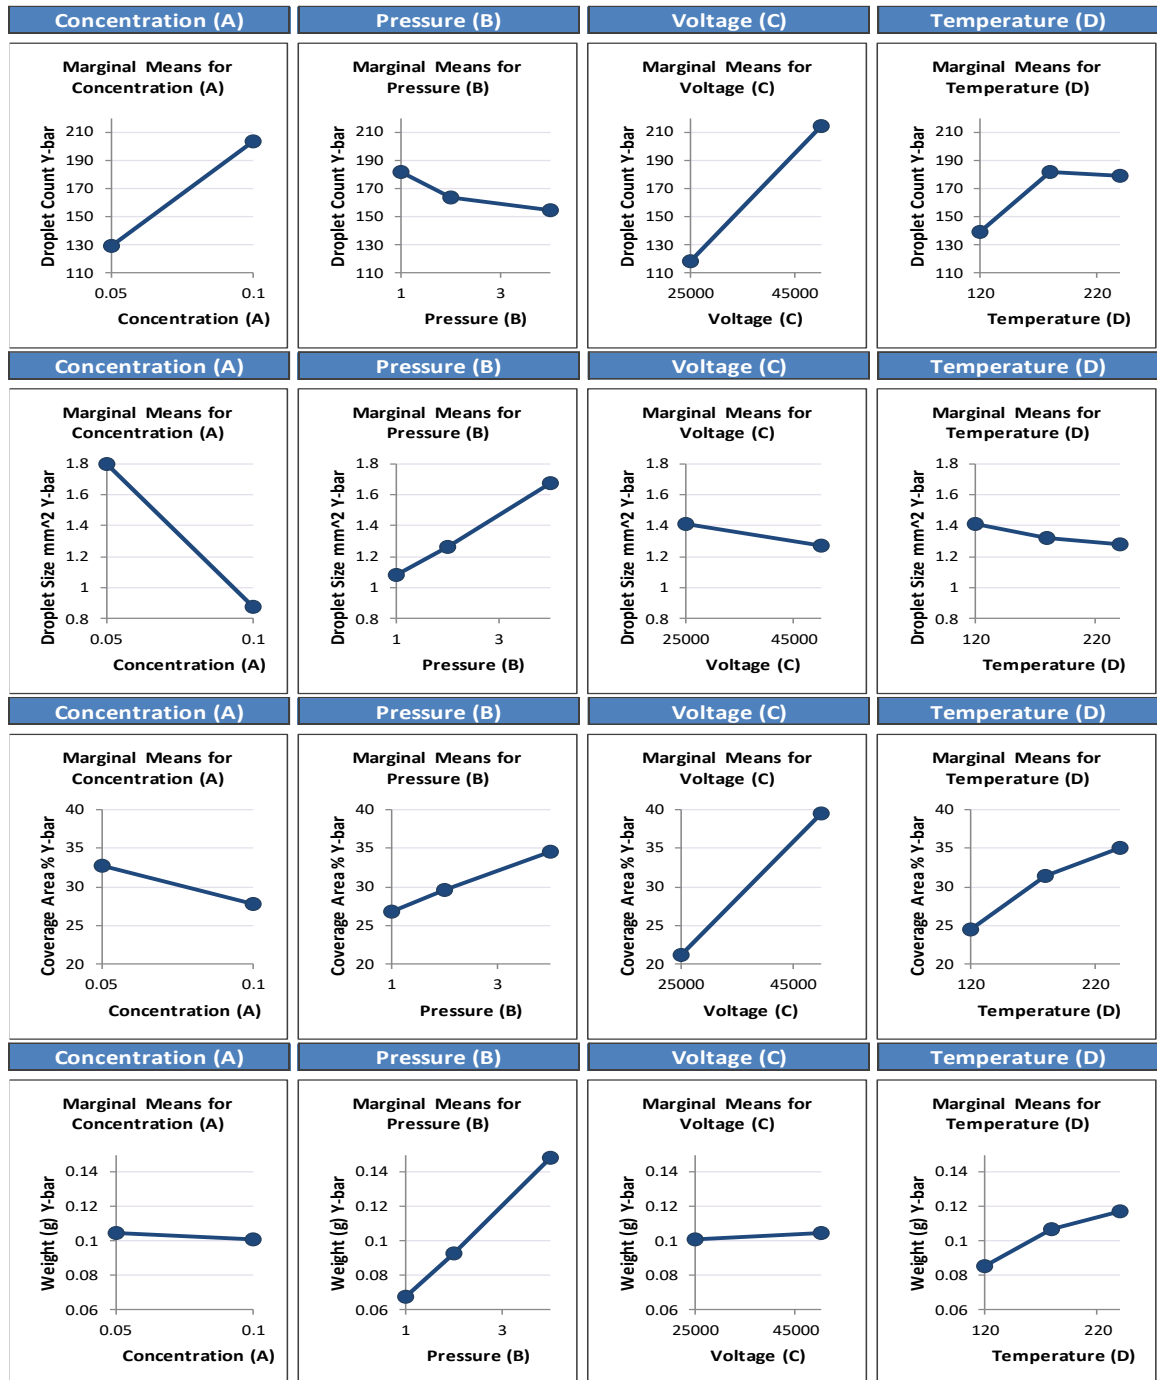 Concentration (A)
Pressure (B)
Voltage (C)
Temperature (D)
Marginal Means for
Concentration (A)
Droplet Count Y-bar
210
190
170
150
130
110
0.05
0.1
Concentration (A)
Marginal Means for
Pressure (B)
Droplet Count Y-bar
210
190
170
150
130
110
1
3
Pressure (B)
Marginal Means for
Voltage (C)
Droplet Count Y-bar
210
190
170
150
130
110
25000
45000
Voltage (C)
Marginal Means for
Temperature (D)
Droplet Count Y-bar
210
190
170
150
130
110
120
220
Temperature (D)
Concentration (A)
Pressure (B)
Voltage (C)
Temperature (D)
Marginal Means for
Concentration (A)
Droplet Size mm^2 Y-bar
1.8
1.6
1.4
1.2
1
0.8
0.05
0.1
Concentration (A)
Marginal Means for
Pressure (B)
Droplet Size mm^2 Y-bar
1.8
1.6
1.4
1.2
1
0.8
1
3
Pressure (B)
Marginal Means for
Voltage (C)
Droplet Size mm^2 Y-bar
1.8
1.6
1.4
1.2
1
0.8
25000
45000
Voltage (C)
Marginal Means for
Temperature (D)
Droplet Size mm^2 Y-bar
1.8
1.6
1.4
1.2
1
0.8
120
220
Temperature (D)
Concentration (A)
Pressure (B)
Voltage (C)
Temperature (D)
Marginal Means for
Concentration (A)
Coverage Area % Y-bar
40
35
30
25
20
0.05
0.1
Concentration (A)
Marginal Means for
Pressure (B)
Coverage Area % Y-bar
40
35
30
25
20
1
3
Pressure (B)
Marginal Means for
Voltage (C)
Coverage Area % Y-bar
40
35
30
25
20
25000
45000
Voltage (C)
Marginal Means for
Temperature (D)
Coverage Area % Y-bar
40
35
30
25
20
120
220
Temperature (D)
Concentration (A)
Pressure (B)
Voltage (C)
Temperature (D)
Marginal Means for
Concentration (A)
Weight (g) Y-bar
0.14
0.12
0.1
0.08
0.06
0.05
0.1
Concentration (A)
Marginal Means for
Pressure (B)
Weight (g) Y-bar
0.14
0.12
0.1
0.08
0.06
1
3
Pressure (B)
Marginal Means for
Voltage (C)
Weight (g) Y-bar
0.14
0.12
0.1
0.08
0.06
25000
45000
Voltage (C)
Marginal Means for
Temperature (D)
Weight (g) Y-bar
0.14
0.12
0.1
0.08
0.06
120
220
Temperature (D)